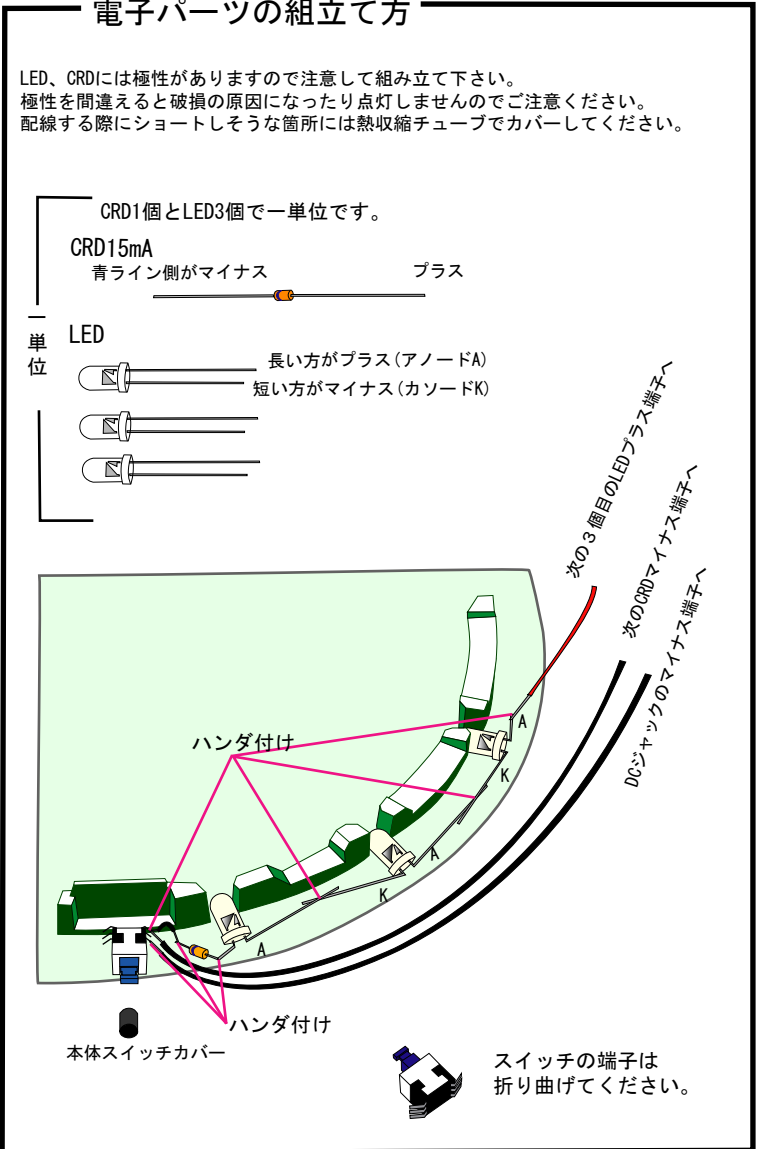 電子パーツの組立て方
LED、CRDには極性がありますので注意して組み立て下さい。
極性を間違えると破損の原因になったり点灯しませんのでご注意ください。
配線する際にショートしそうな箇所には熱収縮チューブでカバーしてください。
CRD1個とLED3個で一単位です。
CRD15mA
青ライン側がマイナス
プラス
一単位
LED
長い方がプラス(アノードA)
短い方がマイナス(カソードK)
次の3個目のLEDプラス端子へ
次のCRDマイナス端子へ
DCジャックのマイナス端子へ
ハンダ付け
A
K
A
K
A
ハンダ付け
本体スイッチカバー
スイッチの端子は
折り曲げてください。